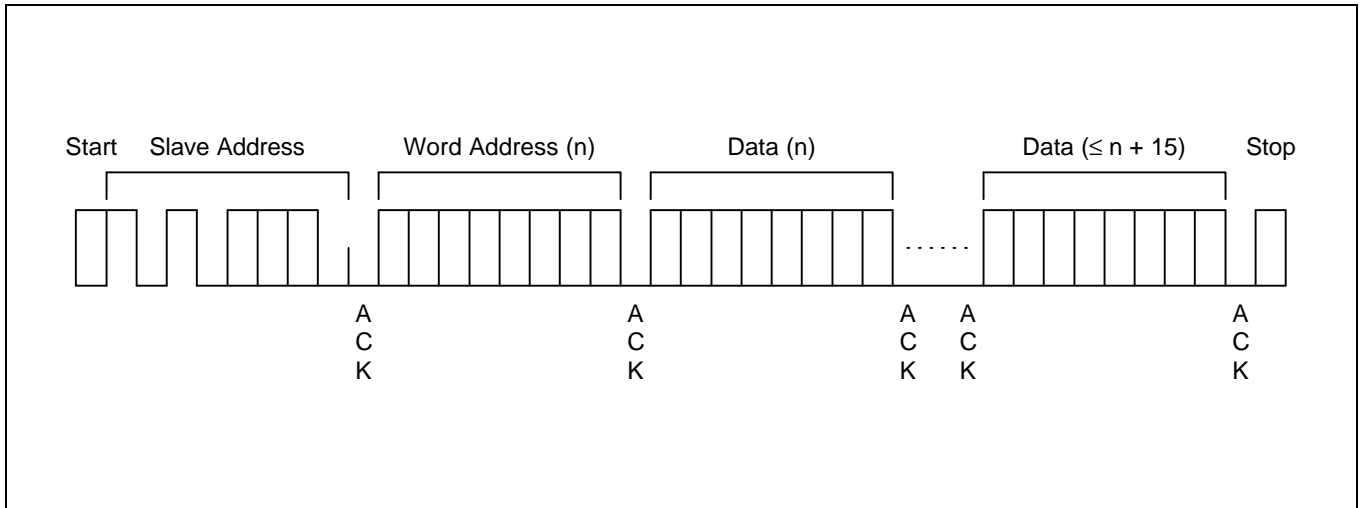 Start Slave Address Word Address (n) Data (n) Data (≤ n + 15) Stop
......
A A A A A
C C C C C
K K K K K